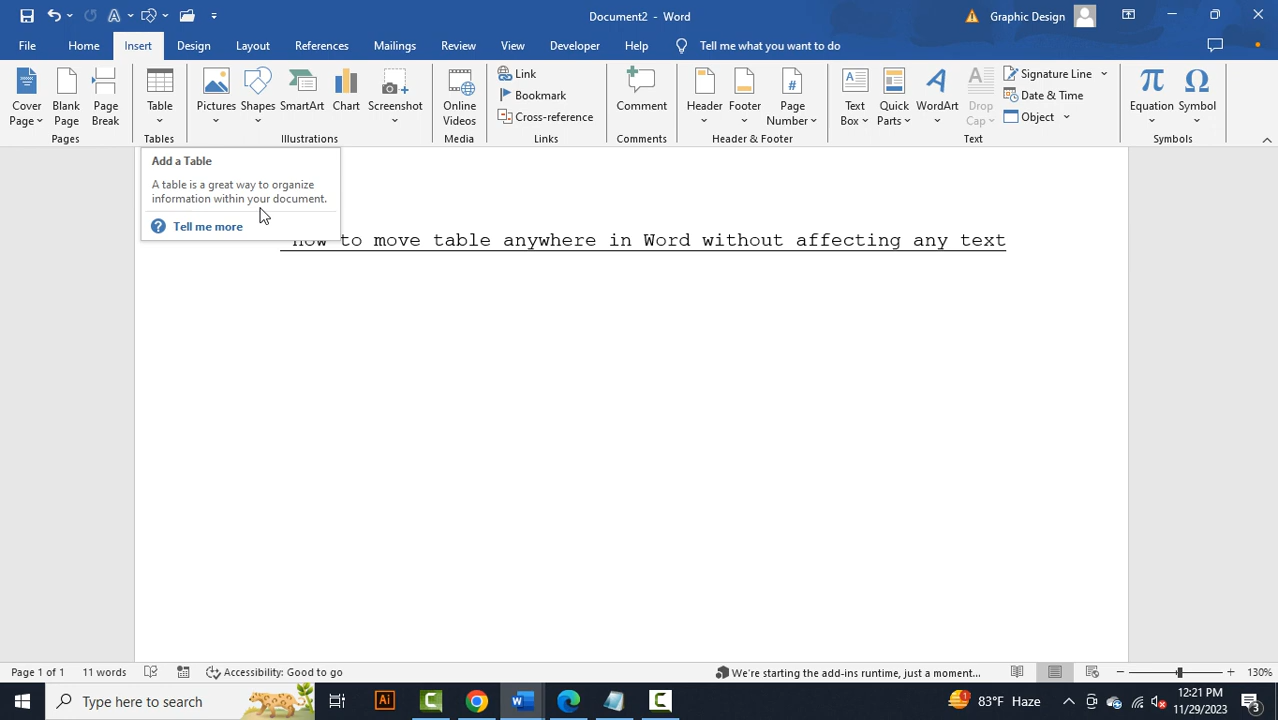 Document2 - Word
Graphic Design
File Home Insert Design Layout References Mailings Review View Developer Help Tell me what you want to do
Cover Page
Blank Page
Page Break
Table
Pictures
Shapes
SmartArt
Chart
Screenshot
Online Videos
Link
Bookmark
Cross-reference
Comment
Header
Footer
Page Number
Text Box
Quick Parts
WordArt
Drop Cap
Signature Line
Date & Time
Object
Equation
Symbol
Pages Tables Illustrations Media Links Comments Header & Footer Text Symbols
Add a Table
A table is a great way to organize
information within your document.
Tell me more
How to move table anywhere in Word without affecting any text
Page 1 of 1 11 words Accessibility: Good to go We're starting the add-ins runtime, just a moment... 130%
Type here to search
Ai
83°F Haze
12:21 PM
11/29/2023
3